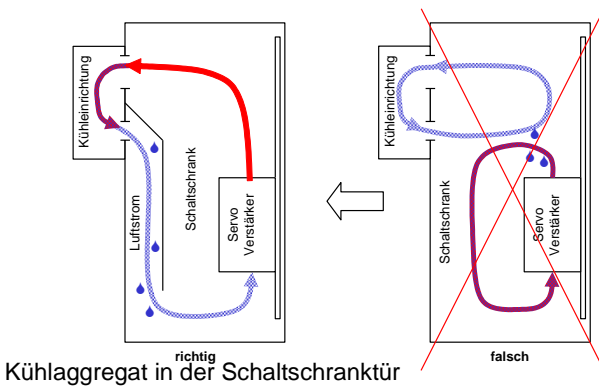 Kühleinrichtung
Luftstrom
Schaltschrank
Servo
Verstärker
richtig
Kühleinrichtung
Schaltschrank
Servo
Verstärker
falsch
Kühlaggregat in der Schaltschranktür